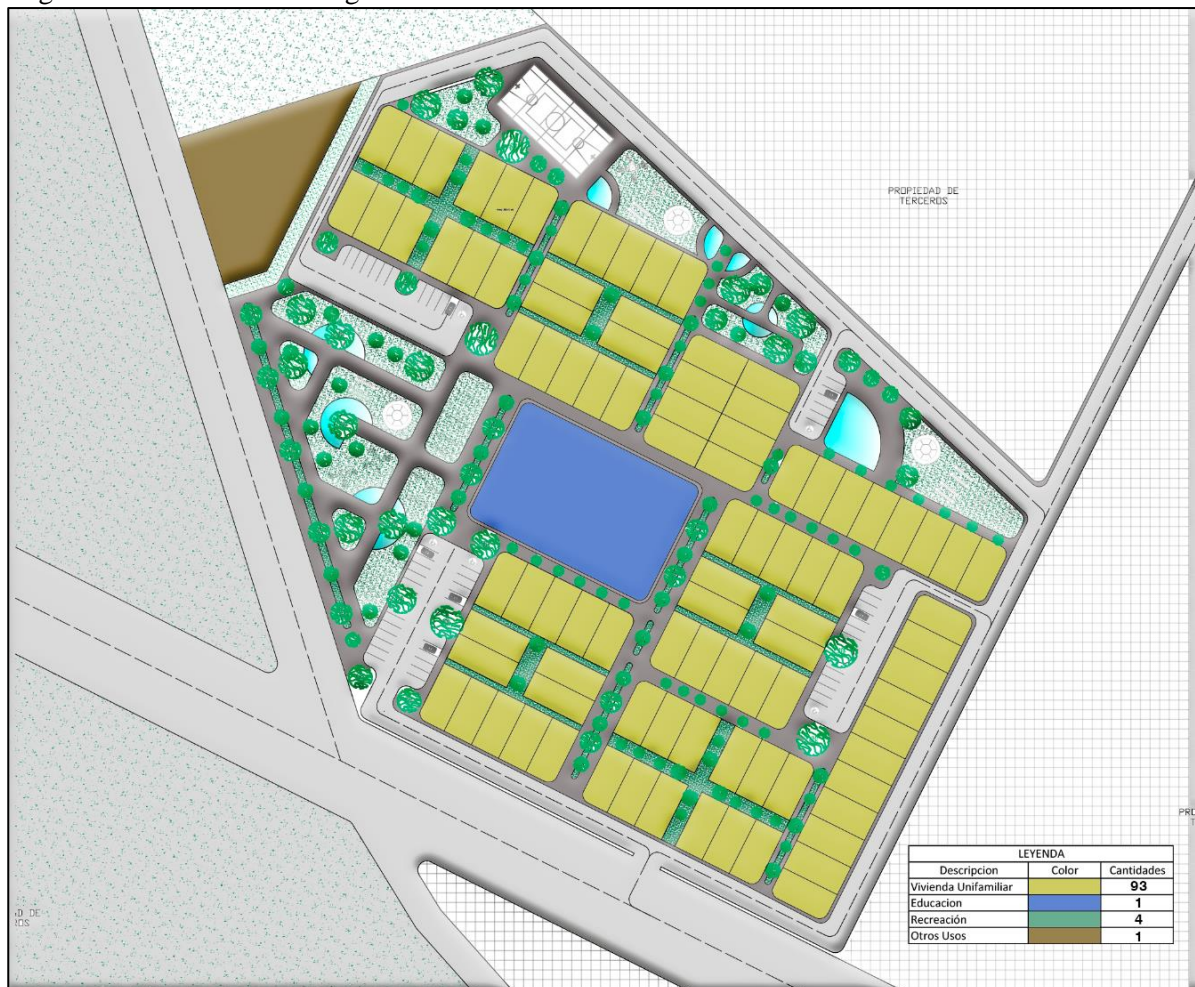 PROPIEDAD DE
TERCEROS
LEYENDA
Descripcion Color Cantidades
Vivienda Unifamiliar 93
Educacion 1
Recreación 4
Otros Usos 1